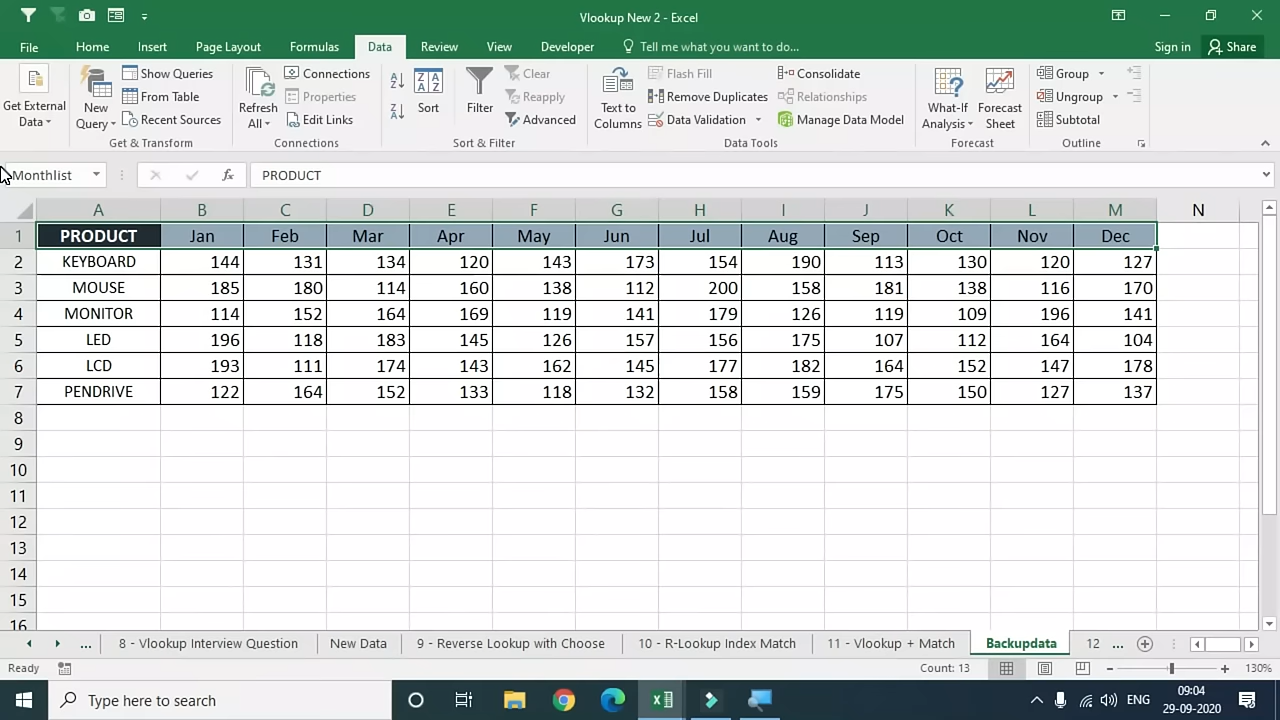 Vlookup New 2 - Excel
File Home Insert Page Layout Formulas Data Review View Developer Tell me what you want to do... Sign in Share
Get External Data
New Query
Show Queries
From Table
Recent Sources
Get & Transform
Refresh All
Connections
Properties
Edit Links
Connections
Sort
Filter
Clear
Reapply
Advanced
Sort & Filter
Text to Columns
Flash Fill
Remove Duplicates
Data Validation
Consolidate
Relationships
Manage Data Model
Data Tools
What-If Analysis
Forecast Sheet
Forecast
Group
Ungroup
Subtotal
Outline
Monthlist fx PRODUCT
A B C D E F G H I J K L M N
1 PRODUCT Jan Feb Mar Apr May Jun Jul Aug Sep Oct Nov Dec
2 KEYBOARD 144 131 134 120 143 173 154 190 113 130 120 127
3 MOUSE 185 180 114 160 138 112 200 158 181 138 116 170
4 MONITOR 114 152 164 169 119 141 179 126 119 109 196 141
5 LED 196 118 183 145 126 157 156 175 107 112 164 104
6 LCD 193 111 174 143 162 145 177 182 164 152 147 178
7 PENDRIVE 122 164 152 133 118 132 158 159 175 150 127 137
8
9
10
11
12
13
14
15
16
... 8 - Vlookup Interview Question New Data 9 - Reverse Lookup with Choose 10 - R-Lookup Index Match 11 - Vlookup + Match Backupdata 12 ...
Ready Count: 13 130%
Type here to search ENG 09:04
29-09-2020